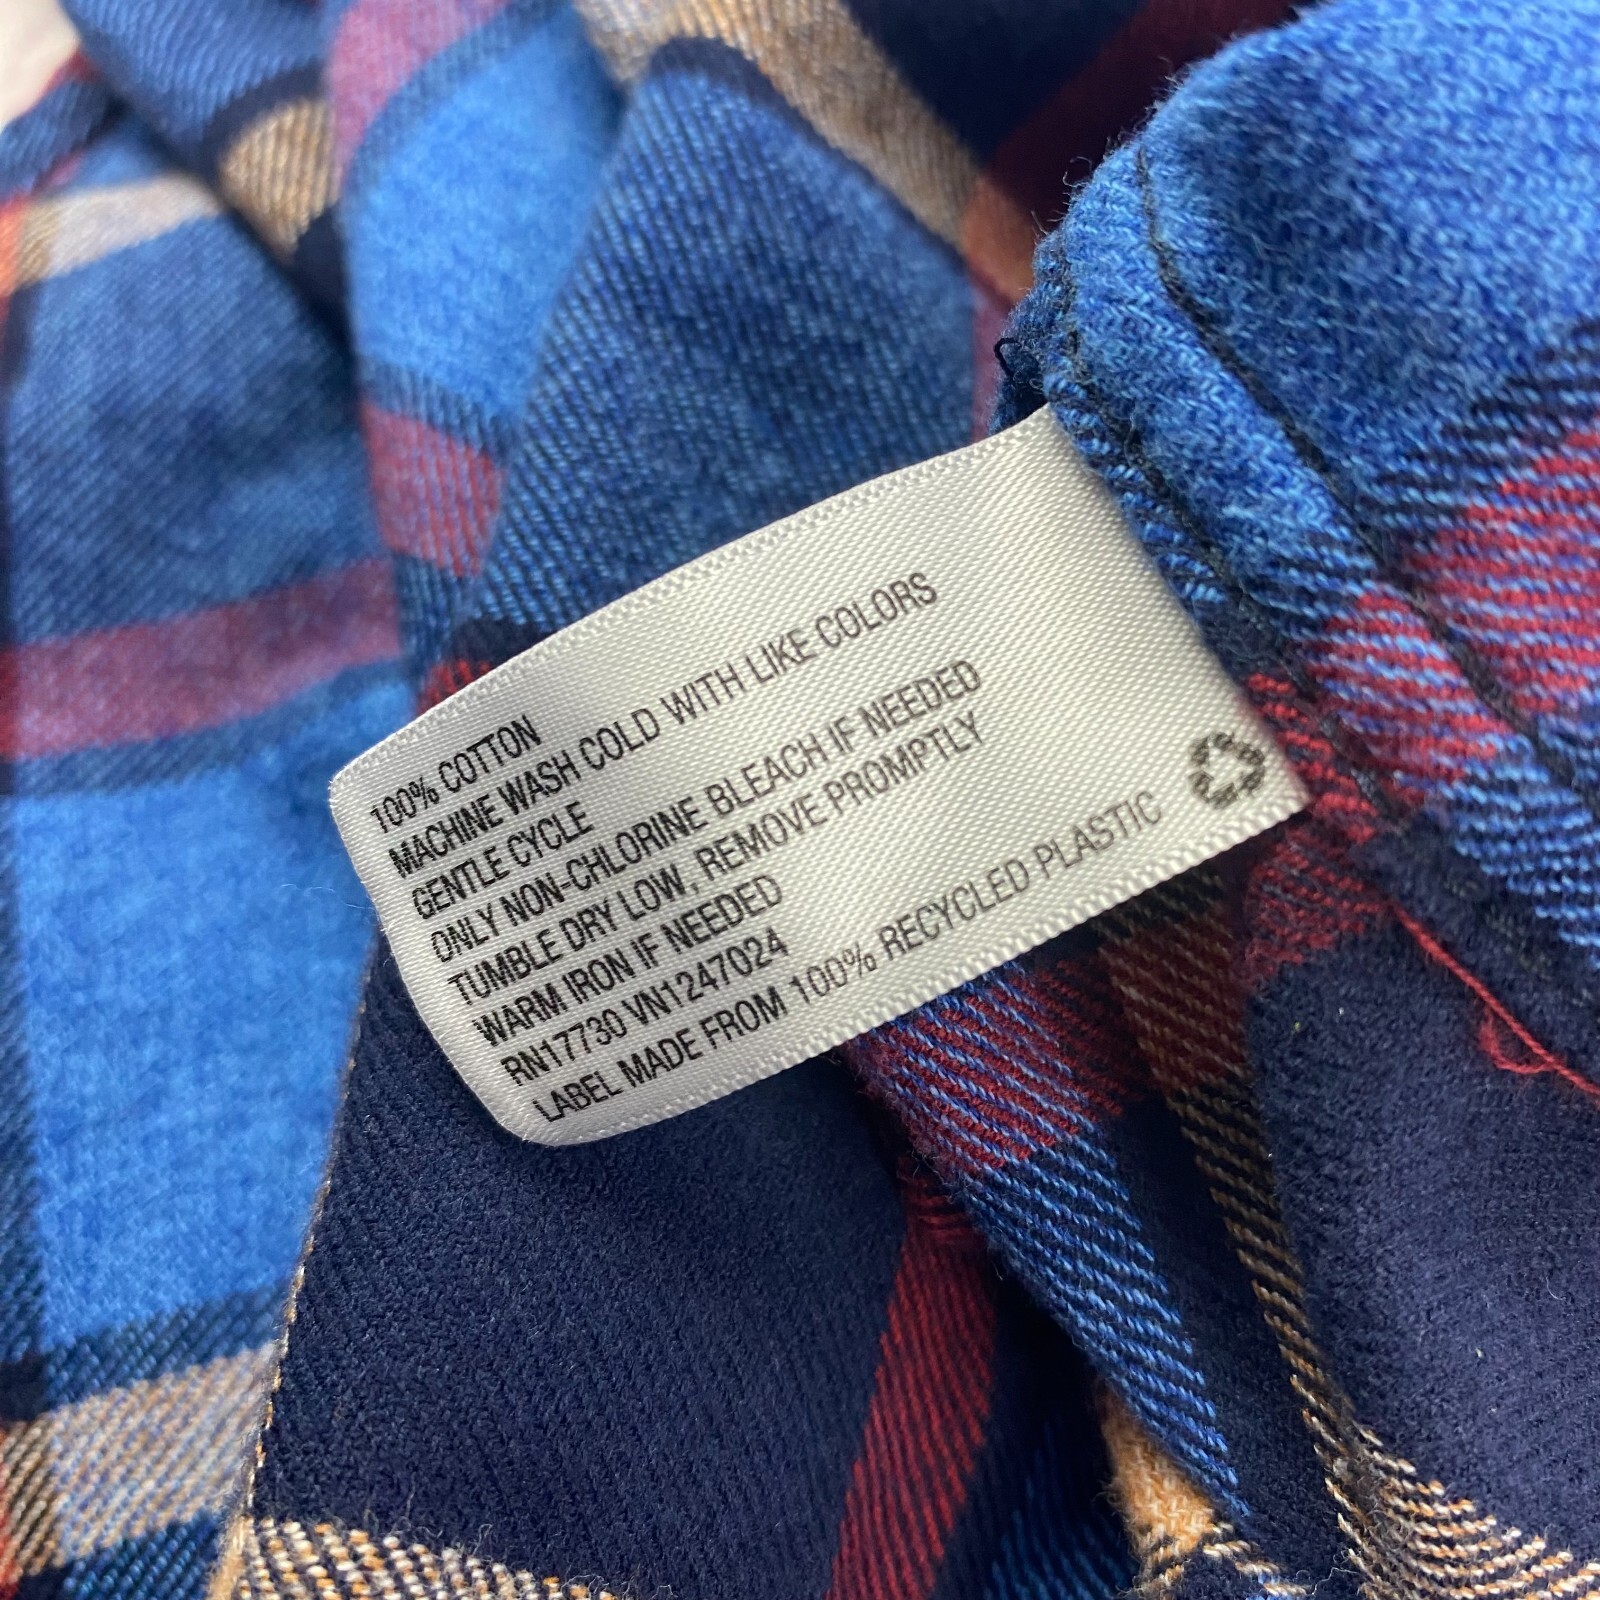 100% COTTON
MACHINE WASH COLD WITH LIKE COLORS
GENTLE CYCLE
ONLY NON-CHLORINE BLEACH IF NEEDED
TUMBLE DRY LOW, REMOVE PROMPTLY
WARM IRON IF NEEDED
RN17730 VN1247024
LABEL MADE FROM 100% RECYCLED PLASTIC